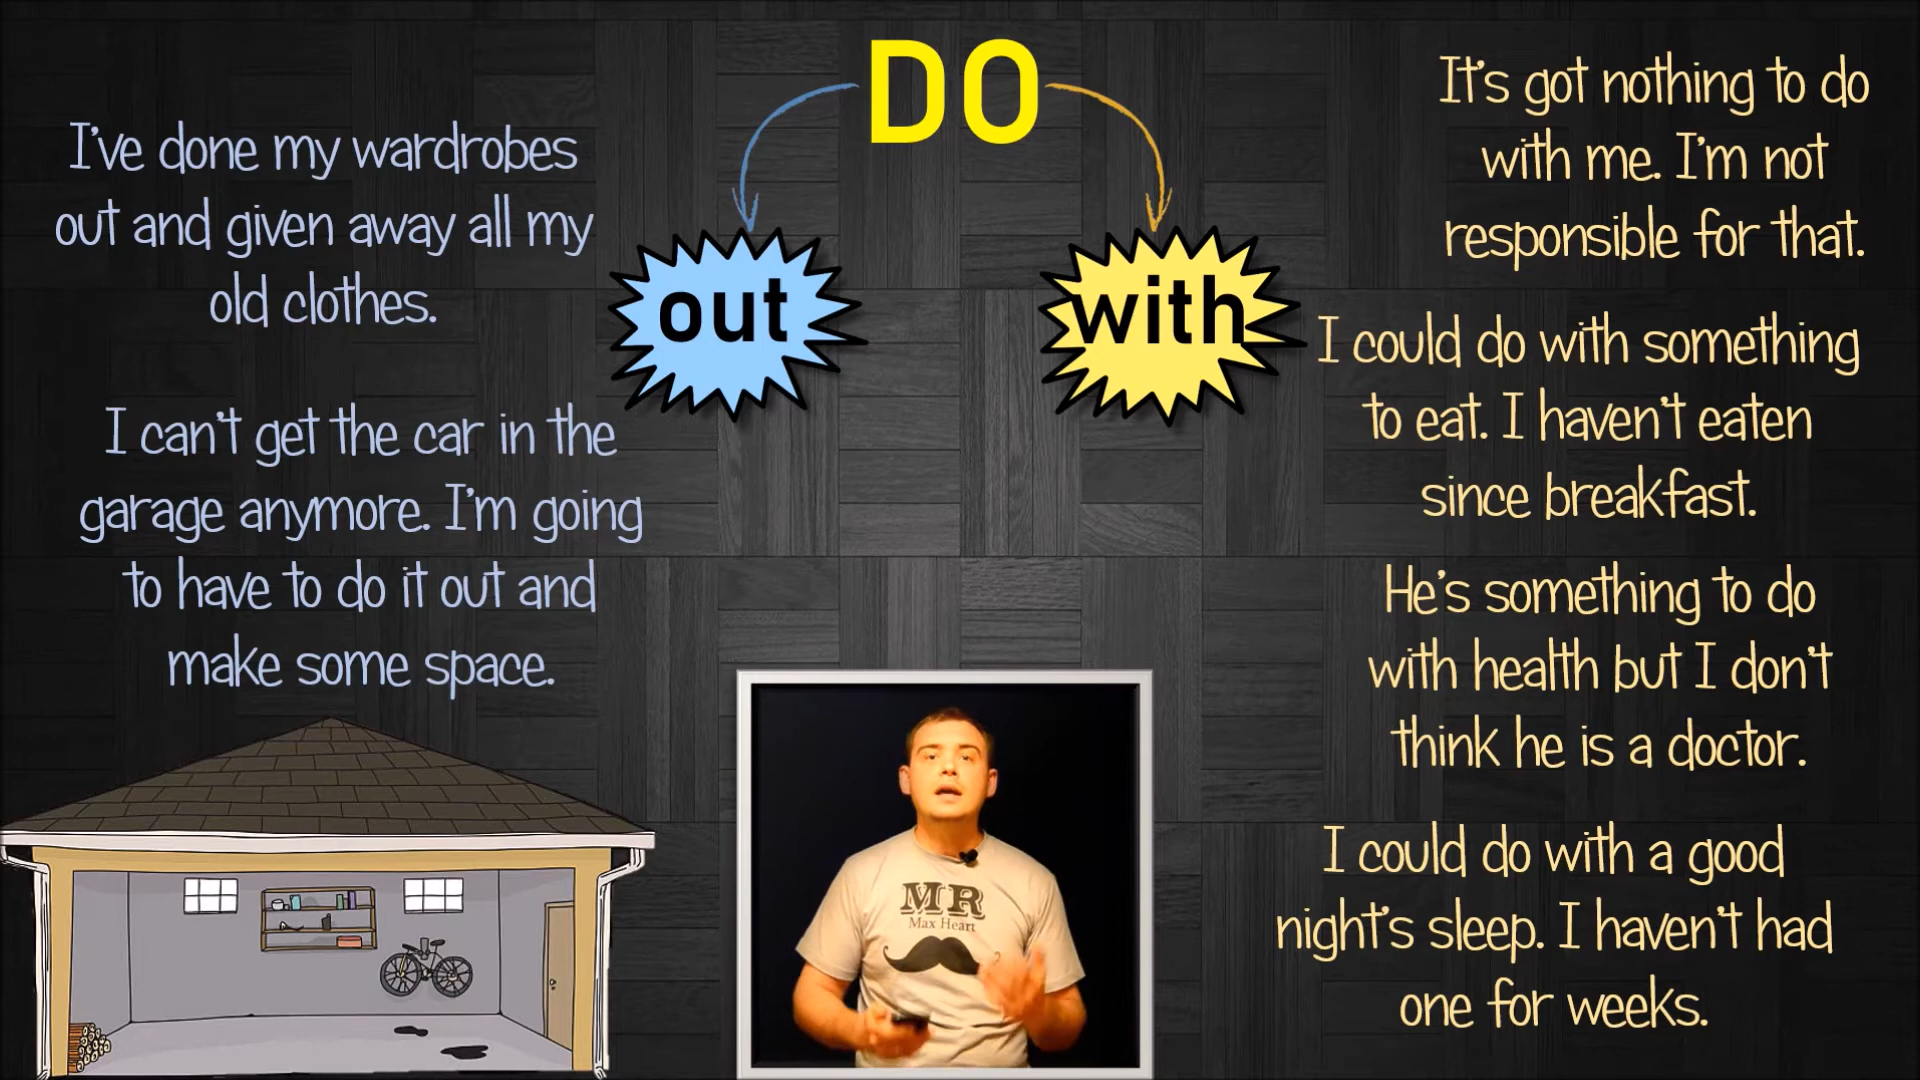 DO
out
with
I've done my wardrobes
out and given away all my
old clothes.
I can't get the car in the
garage anymore. I'm going
to have to do it out and
make some space.
It's got nothing to do
with me. I'm not
responsible for that.
I could do with something
to eat. I haven't eaten
since breakfast.
He's something to do
with health but I don't
think he is a doctor.
I could do with a good
night's sleep. I haven't had
one for weeks.
MR
Max Heart